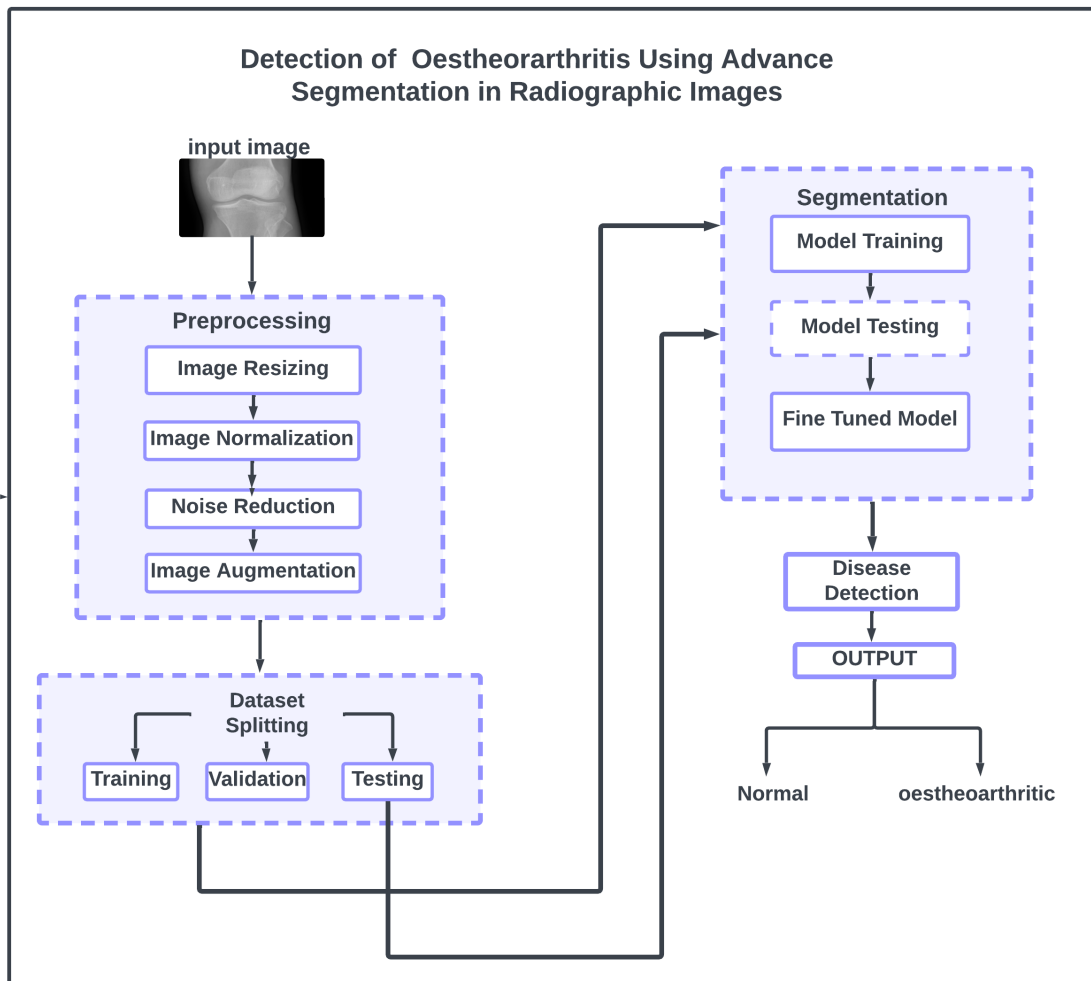 Detection of  Oestheorarthritis Using Advance
Segmentation in Radiographic Images
input image
Preprocessing
Image Resizing
Image Normalization
Noise Reduction
Image Augmentation
Dataset
Splitting
Training
Validation
Testing
Segmentation
Model Training
Model Testing
Fine Tuned Model
Disease
Detection
OUTPUT
Normal
oestheoarthritic